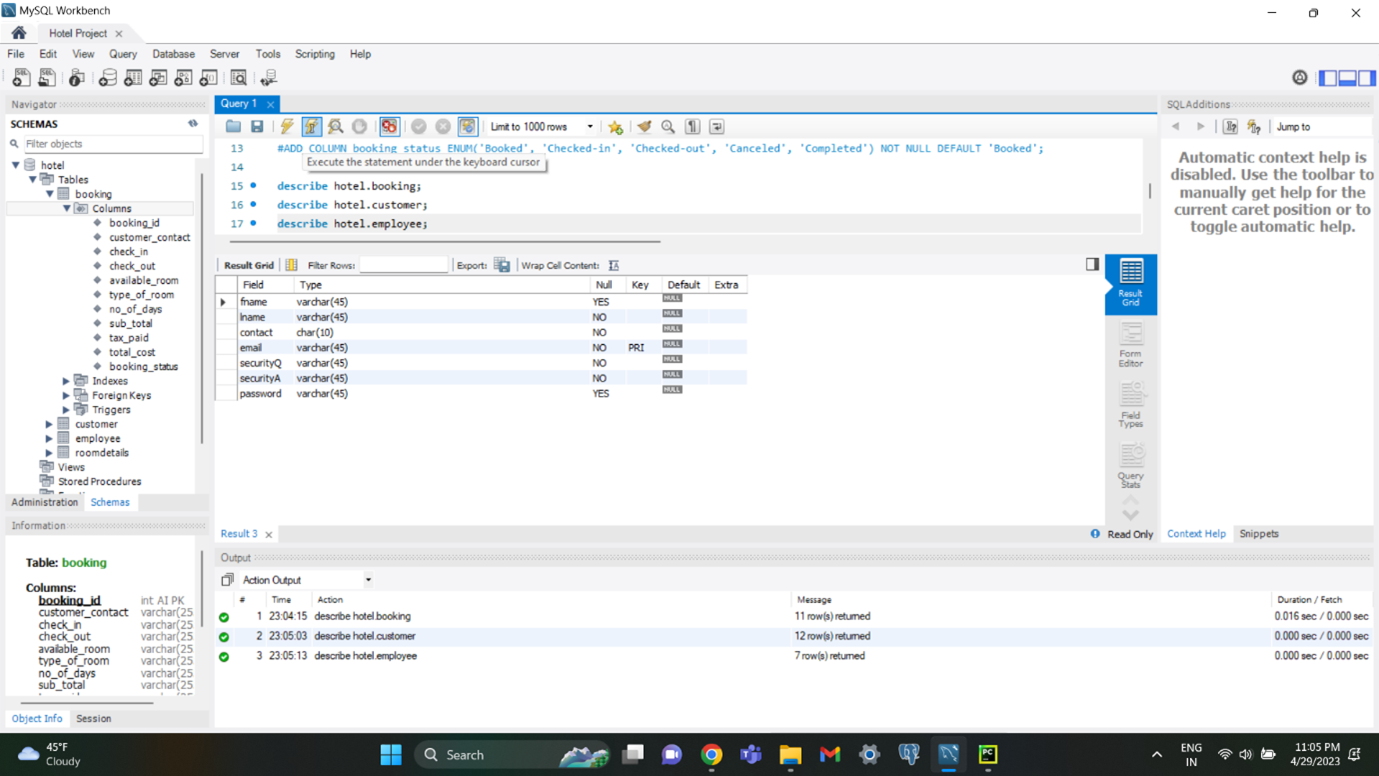 MySQL Workbench
Hotel Project
File Edit View Query Database Server Tools Scripting Help
Navigator
SCHEMAS
Filter objects
hotel
Tables
booking
Columns
booking_id
customer_contact
check_in
check_out
available_room
type_of_room
no_of_days
sub_total
tax_paid
total_cost
booking_status
Indexes
Foreign Keys
Triggers
customer
employee
roomdetails
Views
Stored Procedures
Administration Schemas
Information
Table: booking
Columns:
booking_id int AI PK
customer_contact varchar(25
check_in varchar(25
check_out varchar(25
available_room varchar(25
type_of_room varchar(25
no_of_days varchar(25
sub_total varchar(25
Object Info Session
Query 1
Limit to 1000 rows
13 #ADD COLUMN booking_status ENUM('Booked', 'Checked-in', 'Checked-out', 'Canceled', 'Completed') NOT NULL DEFAULT 'Booked';
Execute the statement under the keyboard cursor
14
15 describe hotel.booking;
16 describe hotel.customer;
17 describe hotel.employee;
Result Grid Filter Rows: Export: Wrap Cell Content:
Field Type Null Key Default Extra
fname varchar(45) YES NULL
lname varchar(45) NO NULL
contact char(10) NO NULL
email varchar(45) NO PRI NULL
securityQ varchar(45) NO NULL
securityA varchar(45) NO NULL
password varchar(45) YES NULL
Result Grid
Form Editor
Field Types
Query Stats
Result 3 Read Only
Output
Action Output
# Time Action Message Duration / Fetch
1 23:04:15 describe hotel.booking 11 row(s) returned 0.016 sec / 0.000 sec
2 23:05:03 describe hotel.customer 12 row(s) returned 0.000 sec / 0.000 sec
3 23:05:13 describe hotel.employee 7 row(s) returned 0.000 sec / 0.000 sec
SQLAdditions
Jump to
Automatic context help is
disabled. Use the toolbar to
manually get help for the
current caret position or to
toggle automatic help.
Context Help Snippets
45°F
Cloudy
Search
ENG
IN
11:05 PM
4/29/2023